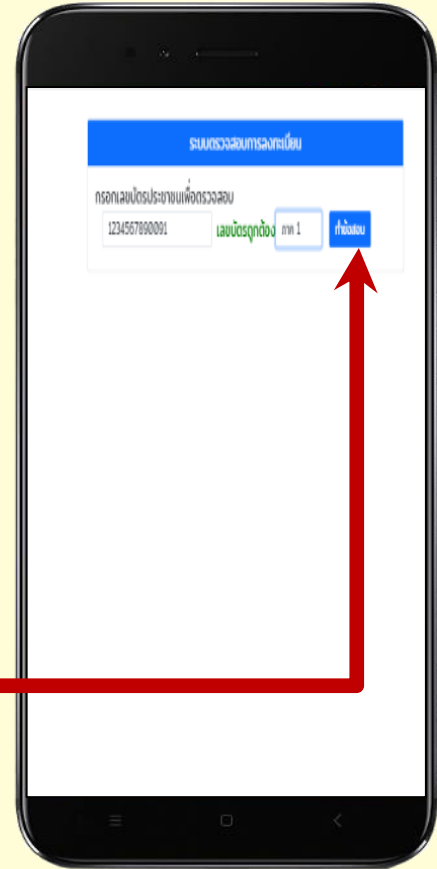 ระบบตรวจสอบการลงทะเบียน
กรอกเลขบัตรประชาชนเพื่อตรวจสอบ
1234567890091 เลขบัตรถูกต้อง ภาค 1 ทำข้อสอบ